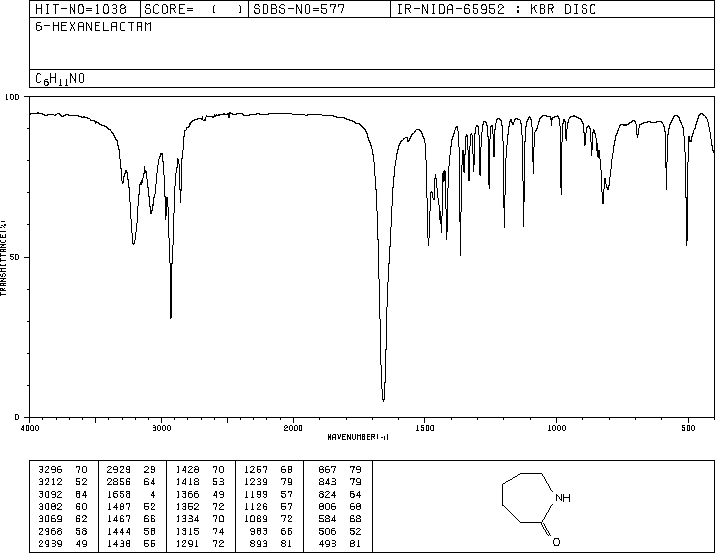 HIT-NO=1038 SCORE= ( ) SDBS-NO=577 IR-NIDA-65952 : KBR DISC
6-HEXANELACTAM
C6H11NO
100
50
0
TRANSMITTANCE(%)
4000 3000 2000 1500 1000 500
WAVENUMBER(-1)
3296 70 2929 29 1428 70 1257 68 867 79
3212 52 2856 64 1418 53 1239 79 843 79
3092 64 1658 4 1366 49 1199 57 824 64
3082 60 1487 52 1352 72 1126 57 806 68
3069 62 1467 66 1334 70 1089 72 584 68
2968 58 1444 58 1315 74 983 66 506 52
2939 49 1438 55 1291 72 893 81 493 81
NH
O